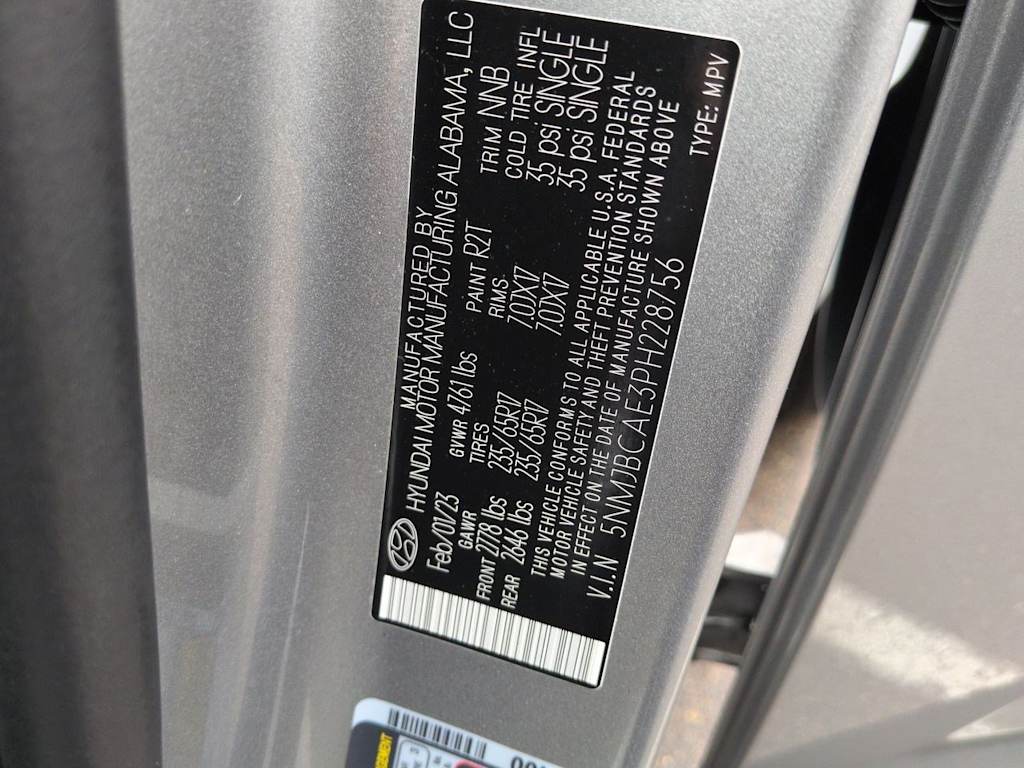 MANUFACTURED BY
HYUNDAI MOTOR MANUFACTURING ALABAMA, LLC
Feb/01/23 GVWR 4761 lbs PAINT R2T TRIM NNB
GAWR TIRES RIMS. COLD TIRE INFL
FRONT 2778 lbs 235/65R17 7.0JX17 35 psi SINGLE
REAR 2646 lbs 235/65R17 7.0JX17 35 psi SINGLE
THIS VEHICLE CONFORMS TO ALL APPLICABLE U.S.A. FEDERAL
MOTOR VEHICLE SAFETY AND THEFT PREVENTION STANDARDS
IN EFFECT ON THE DATE OF MANUFACTURE SHOWN ABOVE
V.I.N 5NMJBCAE3PH228756 TYPE: MPV